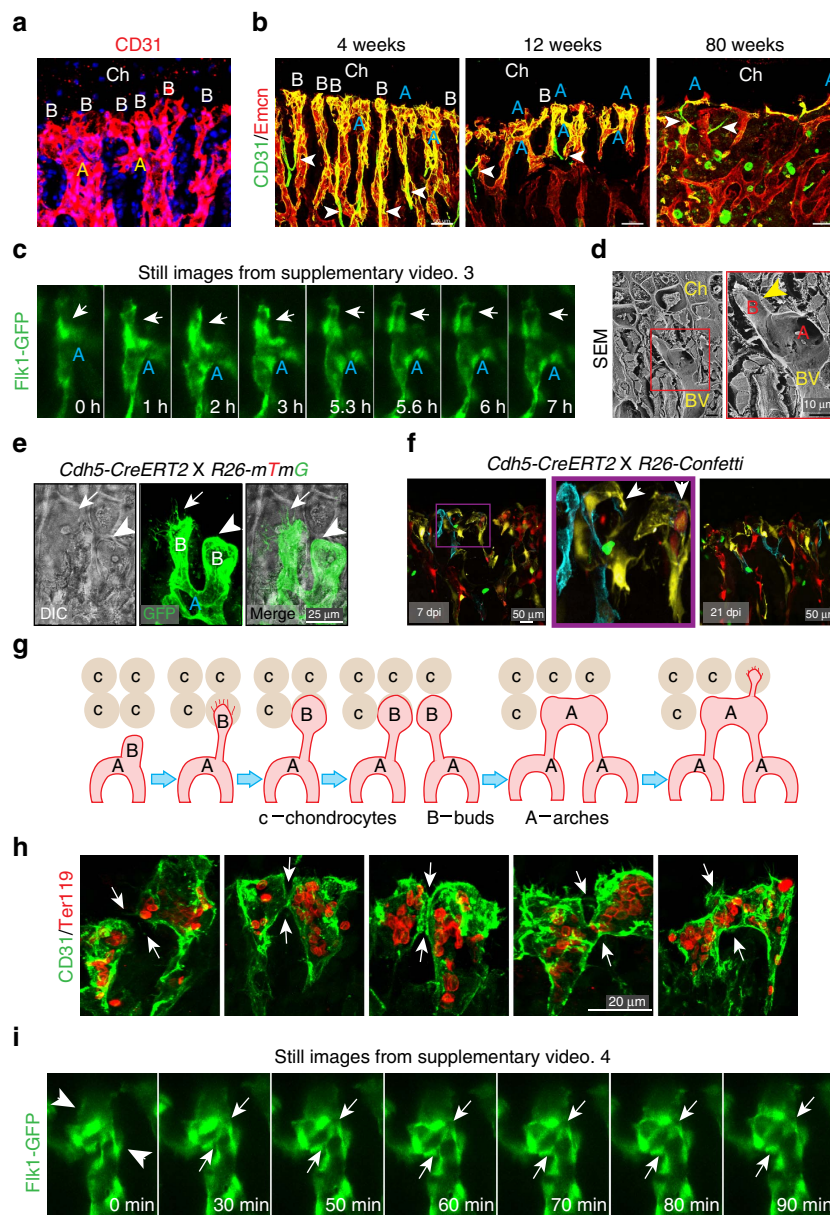 a
CD31
Ch
B B B B B B
A A
b
4 weeks 12 weeks 80 weeks
CD31/Emcn
B Ch B BB B A B A A
A
Ch A B A A A A
A Ch A
c
Still images from supplementary video. 3
Flk1-GFP
A A A A A A A A
0 h 1 h 2 h 3 h 5.3 h 5.6 h 6 h 7 h
d
SEM
Ch
BV
B A
BV
10 µm
e
Cdh5-CreERT2 X R26-mTmG
B B
A
DIC GFP Merge 25 µm
f
Cdh5-CreERT2 X R26-Confetti
7 dpi 50 µm 21 dpi 50 µm
g
c c c c c c c c c c c c c c
c c c c c c c c c
B B B B B A A
A A A A A A A A
c–chondrocytes B–buds A–arches
h
CD31/Ter119
20 µm
i
Still images from supplementary video. 4
Flk1-GFP
0 min 30 min 50 min 60 min 70 min 80 min 90 min